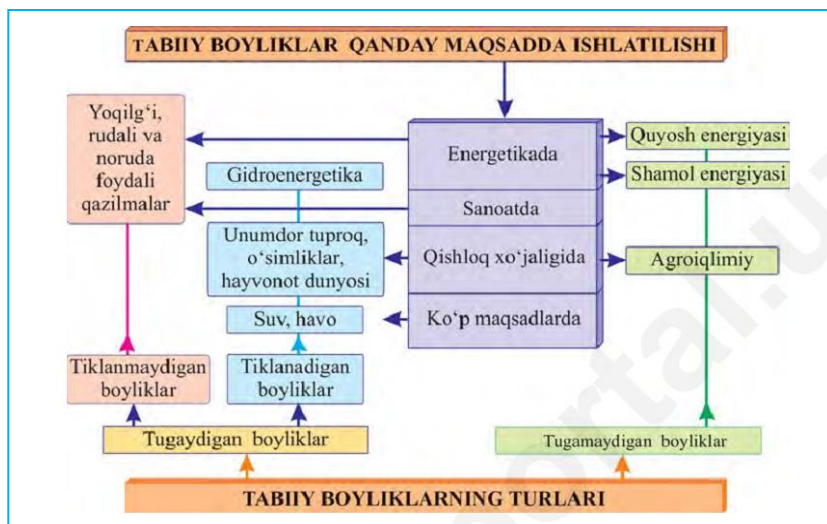 TABIIY BOYLIKLAR QANDAY MAQSADDA ISHLATILISHI
Yoqilg‘i,
rudali va
noruda
foydali
qazilmalar
Gidroenergetika
Unumdor tuproq,
o‘simliklar,
hayvonot dunyosi
Suv, havo
Energetikada
Sanoatda
Qishloq xo‘jaligida
Ko‘p maqsadlarda
Quyosh energiyasi
Shamol energiyasi
Agroiqlimiy
Tiklanmaydigan
boyliklar
Tiklanadigan
boyliklar
Tugaydigan boyliklar
Tugamaydigan boyliklar
TABIIY BOYLIKLARNING TURLARI
portal.uz